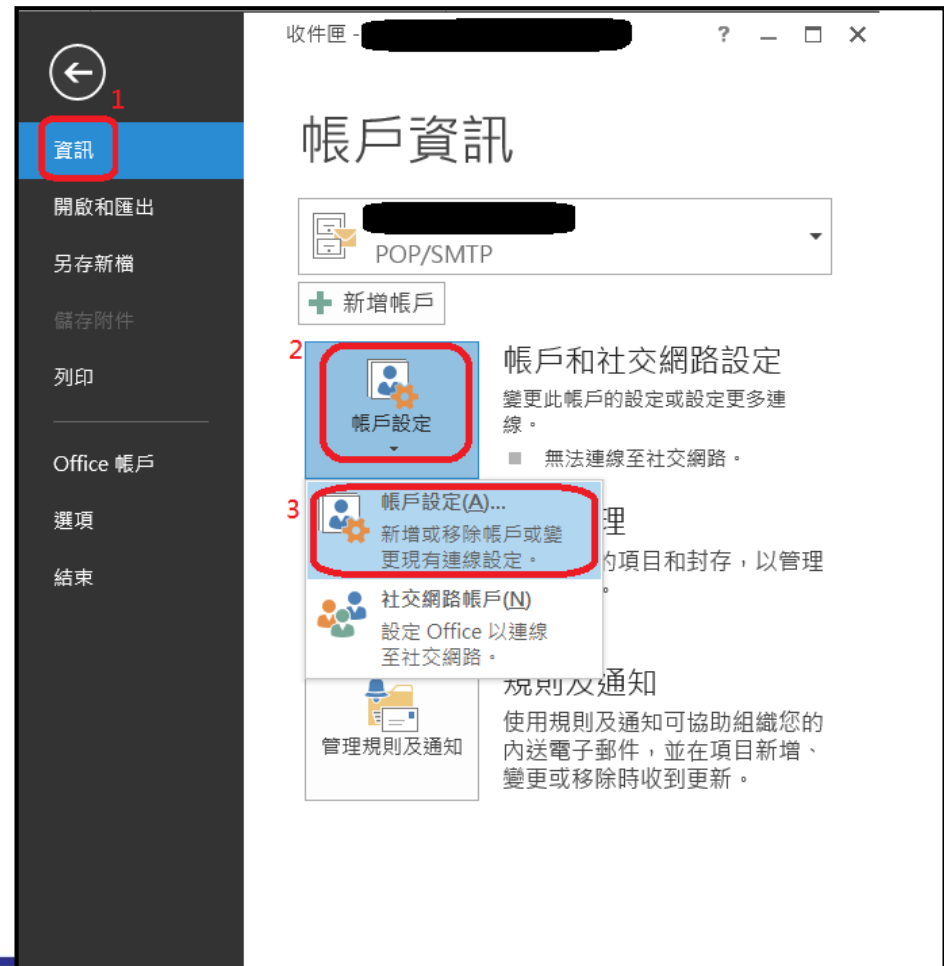 收件匣 -
?
1
資訊
帳戶資訊
開啟和匯出
另存新檔
POP/SMTP
儲存附件
新增帳戶
列印
2
帳戶設定
帳戶和社交網路設定
變更此帳戶的設定或設定更多連
線。
無法連線至社交網路。
Office 帳戶
選項
結束
3
帳戶設定(A)...
新增或移除帳戶或變
更現有連線設定。
理
的項目和封存，以管理
。
社交網路帳戶(N)
設定 Office 以連線
至社交網路。
管理規則及通知
規則及通知
使用規則及通知可協助組織您的
內送電子郵件，並在項目新增、
變更或移除時收到更新。